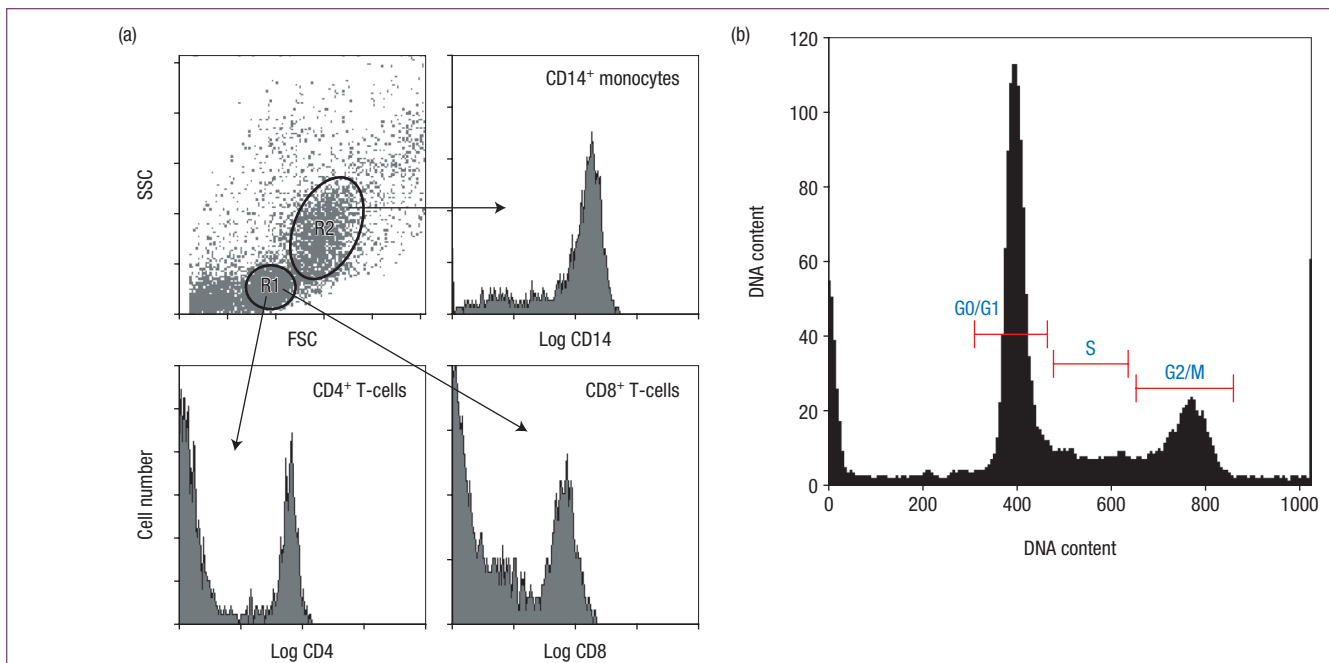 (a)
SSC
R2
R1
FSC
CD14⁺ monocytes
Log CD14
Cell number
CD4⁺ T-cells
Log CD4
CD8⁺ T-cells
Log CD8
(b)
DNA content
120
100
80
60
40
20
0
G0/G1
S
G2/M
0 200 400 600 800 1000
DNA content